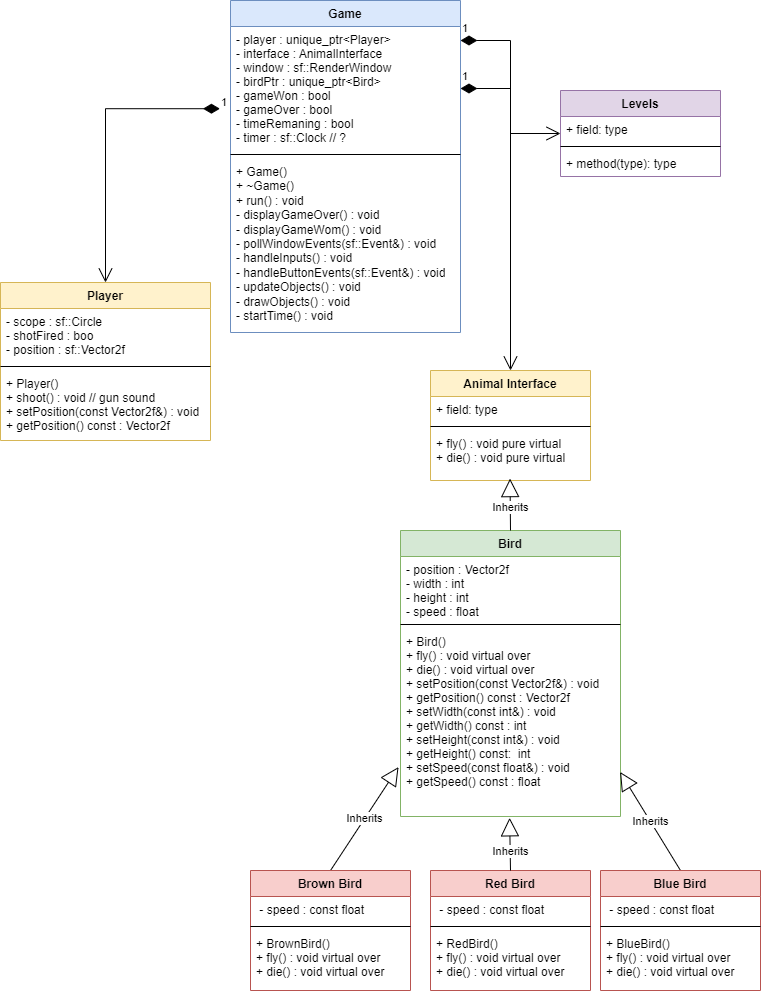 Game
- player : unique_ptr<Player>
- interface : AnimalInterface
- window : sf::RenderWindow
- birdPtr : unique_ptr<Bird>
- gameWon : bool
- gameOver : bool
- timeRemaning : bool
- timer : sf::Clock // ?
+ Game()
+ ~Game()
+ run() : void
- displayGameOver() : void
- displayGameWom() : void
- pollWindowEvents(sf::Event&) : void
- handleInputs() : void
- handleButtonEvents(sf::Event&) : void
- updateObjects() : void
- drawObjects() : void
- startTime() : void
1
1
1
Levels
+ field: type
+ method(type): type
Player
- scope : sf::Circle
- shotFired : boo
- position : sf::Vector2f
+ Player()
+ shoot() : void // gun sound
+ setPosition(const Vector2f&) : void
+ getPosition() const : Vector2f
Animal Interface
+ field: type
+ fly() : void pure virtual
+ die() : void pure virtual
Inherits
Bird
- position : Vector2f
- width : int
- height : int
- speed : float
+ Bird()
+ fly() : void virtual over
+ die() : void virtual over
+ setPosition(const Vector2f&) : void
+ getPosition() const : Vector2f
+ setWidth(const int&) : void
+ getWidth() const : int
+ setHeight(const int&) : void
+ getHeight() const:  int
+ setSpeed(const float&) : void
+ getSpeed() const : float
Inherits
Inherits
Inherits
Brown Bird
- speed : const float
+ BrownBird()
+ fly() : void virtual over
+ die() : void virtual over
Red Bird
- speed : const float
+ RedBird()
+ fly() : void virtual over
+ die() : void virtual over
Blue Bird
- speed : const float
+ BlueBird()
+ fly() : void virtual over
+ die() : void virtual over